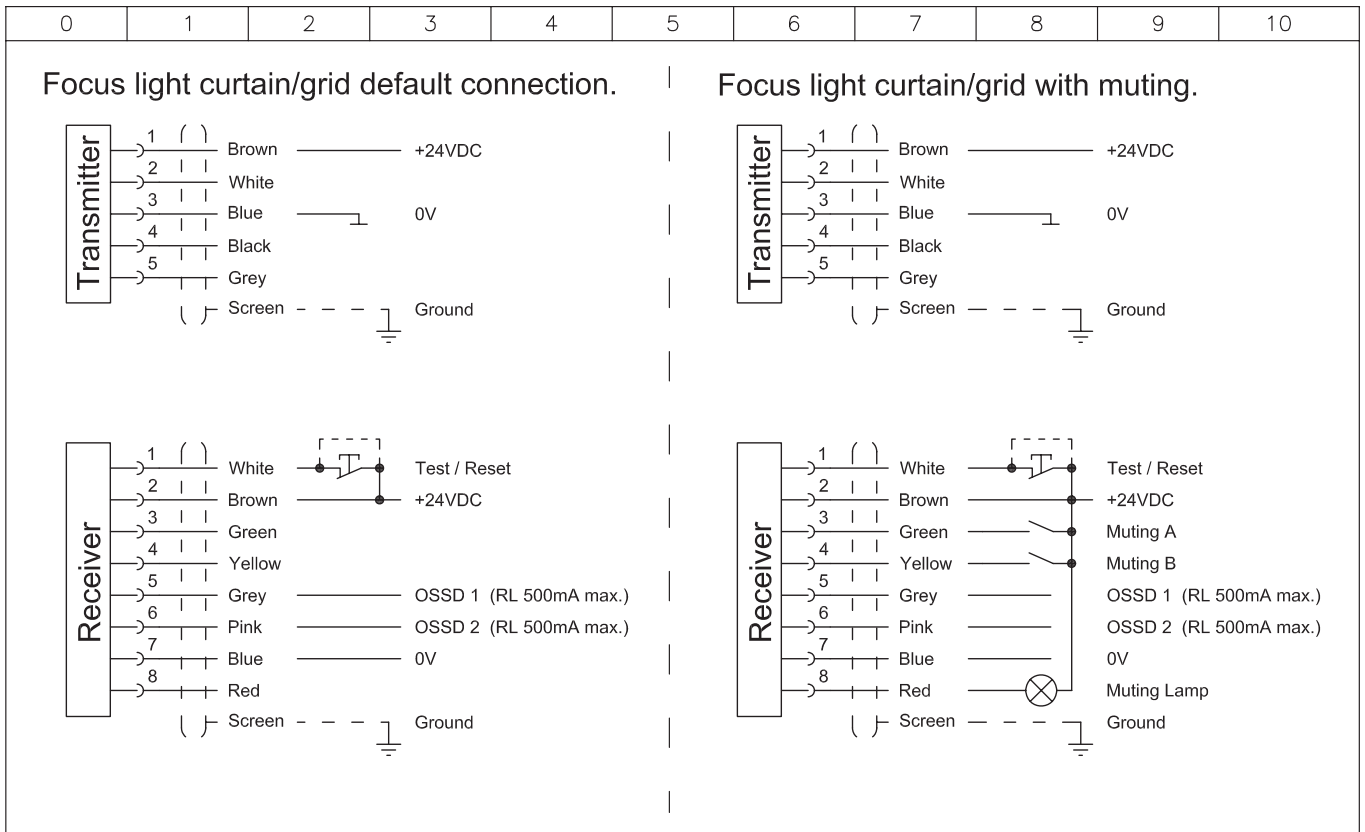 0 1 2 3 4 5 6 7 8 9 10
Focus light curtain/grid default connection.
Transmitter
1 Brown +24VDC
2 White
3 Blue 0V
4 Black
5 Grey
Screen Ground
Receiver
1 White Test / Reset
2 Brown +24VDC
3 Green
4 Yellow
5 Grey OSSD 1 (RL 500mA max.)
6 Pink OSSD 2 (RL 500mA max.)
7 Blue 0V
8 Red
Screen Ground
Focus light curtain/grid with muting.
Transmitter
1 Brown +24VDC
2 White
3 Blue 0V
4 Black
5 Grey
Screen Ground
Receiver
1 White Test / Reset
2 Brown +24VDC
3 Green Muting A
4 Yellow Muting B
5 Grey OSSD 1 (RL 500mA max.)
6 Pink OSSD 2 (RL 500mA max.)
7 Blue 0V
8 Red Muting Lamp
Screen Ground